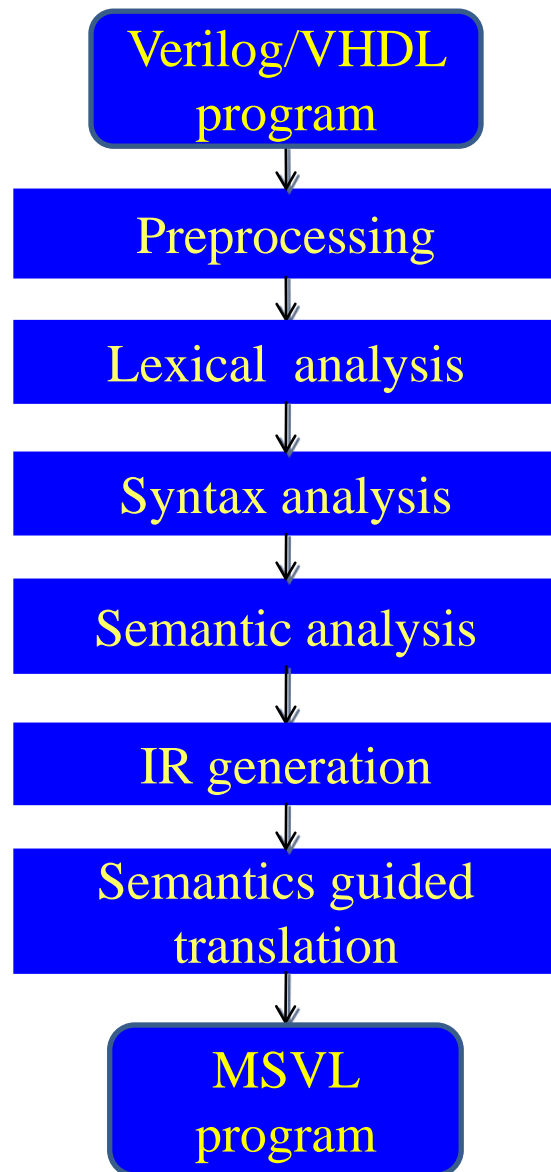 Verilog/VHDL
program
Preprocessing
Lexical analysis
Syntax analysis
Semantic analysis
IR generation
Semantics guided
translation
MSVL
program